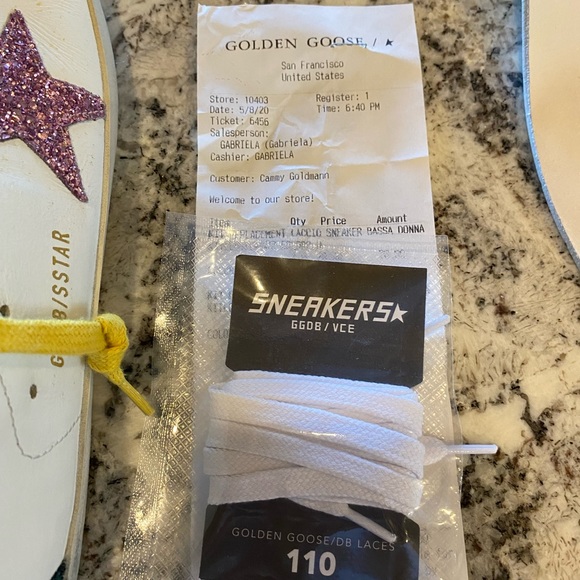 GOLDEN GOOSE / ★
San Francisco
United States
Store: 10403 Register: 1
Date: 5/8/20 Time: 6:40 PM
Ticket: 6456
Salesperson:
GABRIELA (Gabriela)
Cashier: GABRIELA
Customer: Cammy Goldmann
Welcome to our store!
Item Qty Price Amount
LACCIO SNEAKER BASSA DONNA
SNEAKERS★
GGDB/VCE
GOLDEN GOOSE/DB LACES
110
/SSTAR